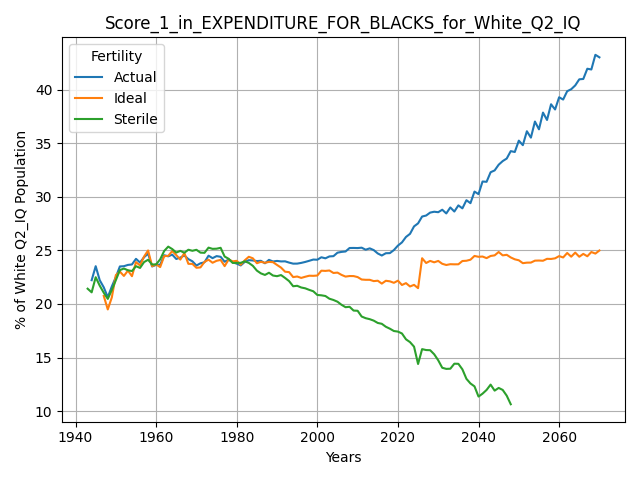 Score_1_in_EXPENDITURE_FOR_BLACKS_for_White_Q2_IQ
Fertility
Actual
Ideal
Sterile
% of White Q2_IQ Population
40
35
30
25
20
15
10
1940 1960 1980 2000 2020 2040 2060
Years